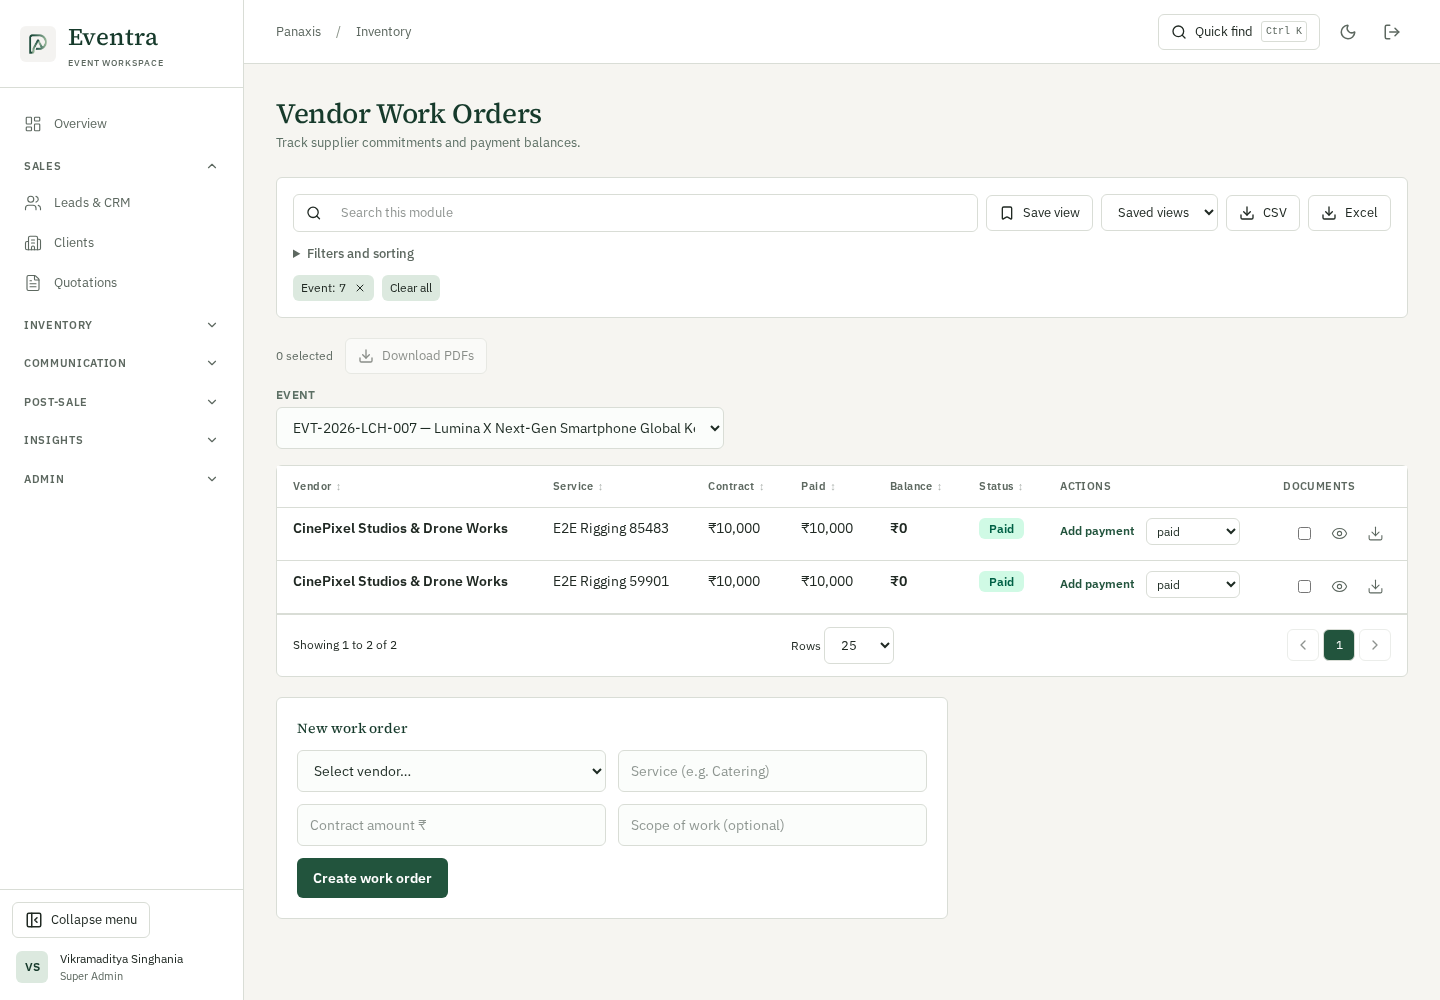 Eventra
EVENT WORKSPACE
Panaxis / Inventory
Quick find Ctrl K
Overview
SALES
Leads & CRM
Clients
Quotations
INVENTORY
COMMUNICATION
POST-SALE
INSIGHTS
ADMIN
Collapse menu
VS
Vikramaditya Singhania
Super Admin
Vendor Work Orders
Track supplier commitments and payment balances.
Search this module
Save view
Saved views
CSV
Excel
Filters and sorting
Event: 7 ×
Clear all
0 selected
Download PDFs
EVENT
EVT-2026-LCH-007 — Lumina X Next-Gen Smartphone Global Ke
Vendor ↕ Service ↕ Contract ↕ Paid ↕ Balance ↕ Status ↕ ACTIONS DOCUMENTS
CinePixel Studios & Drone Works E2E Rigging 85483 ₹10,000 ₹10,000 ₹0 Paid Add payment paid
CinePixel Studios & Drone Works E2E Rigging 59901 ₹10,000 ₹10,000 ₹0 Paid Add payment paid
Showing 1 to 2 of 2
Rows 25
1
New work order
Select vendor...
Service (e.g. Catering)
Contract amount ₹
Scope of work (optional)
Create work order